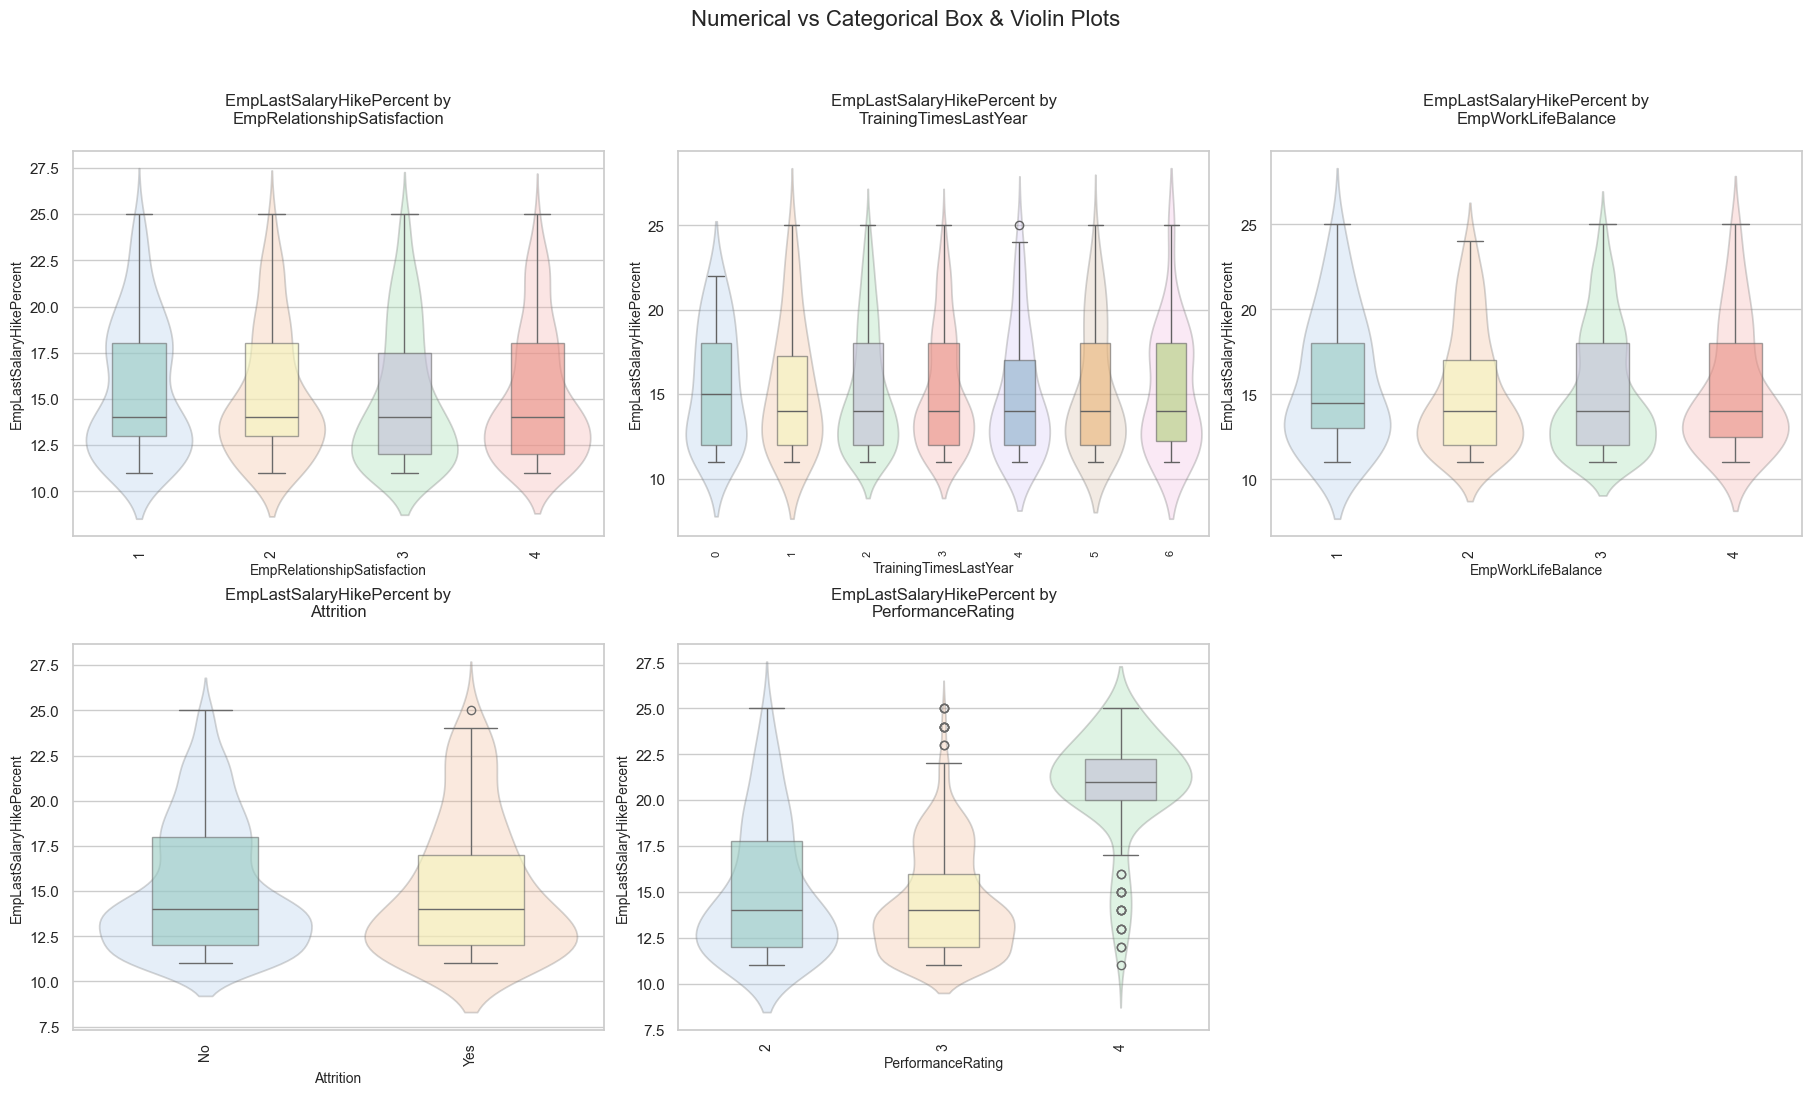 Numerical vs Categorical Box & Violin Plots
EmpLastSalaryHikePercent by
EmpRelationshipSatisfaction
EmpLastSalaryHikePercent
27.5
25.0
22.5
20.0
17.5
15.0
12.5
10.0
1
2
3
4
EmpRelationshipSatisfaction
EmpLastSalaryHikePercent by
TrainingTimesLastYear
EmpLastSalaryHikePercent
25
20
15
10
0
1
2
3
4
5
6
TrainingTimesLastYear
EmpLastSalaryHikePercent by
EmpWorkLifeBalance
EmpLastSalaryHikePercent
25
20
15
10
1
2
3
4
EmpWorkLifeBalance
EmpLastSalaryHikePercent by
Attrition
EmpLastSalaryHikePercent
27.5
25.0
22.5
20.0
17.5
15.0
12.5
10.0
7.5
No
Yes
Attrition
EmpLastSalaryHikePercent by
PerformanceRating
EmpLastSalaryHikePercent
27.5
25.0
22.5
20.0
17.5
15.0
12.5
10.0
7.5
2
3
4
PerformanceRating